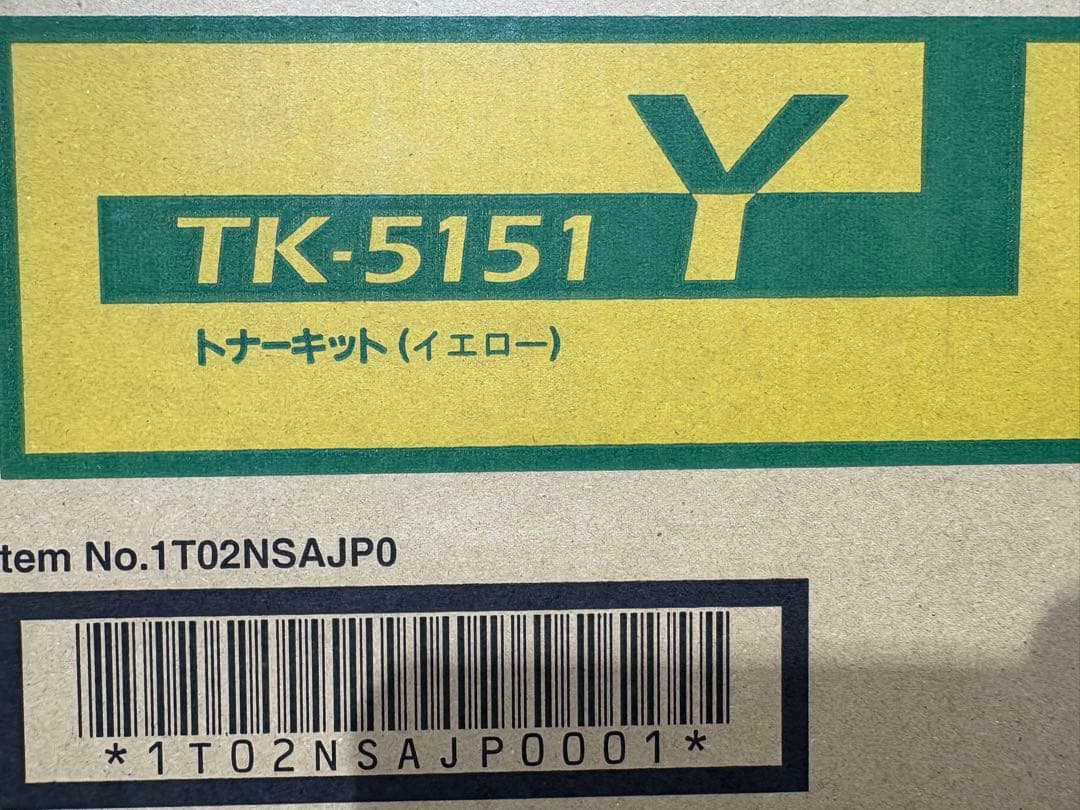 TK-5151 Y
トナーキット(イエロー)
tem No.1T02NSAJP0
*1T02NSAJP0001*